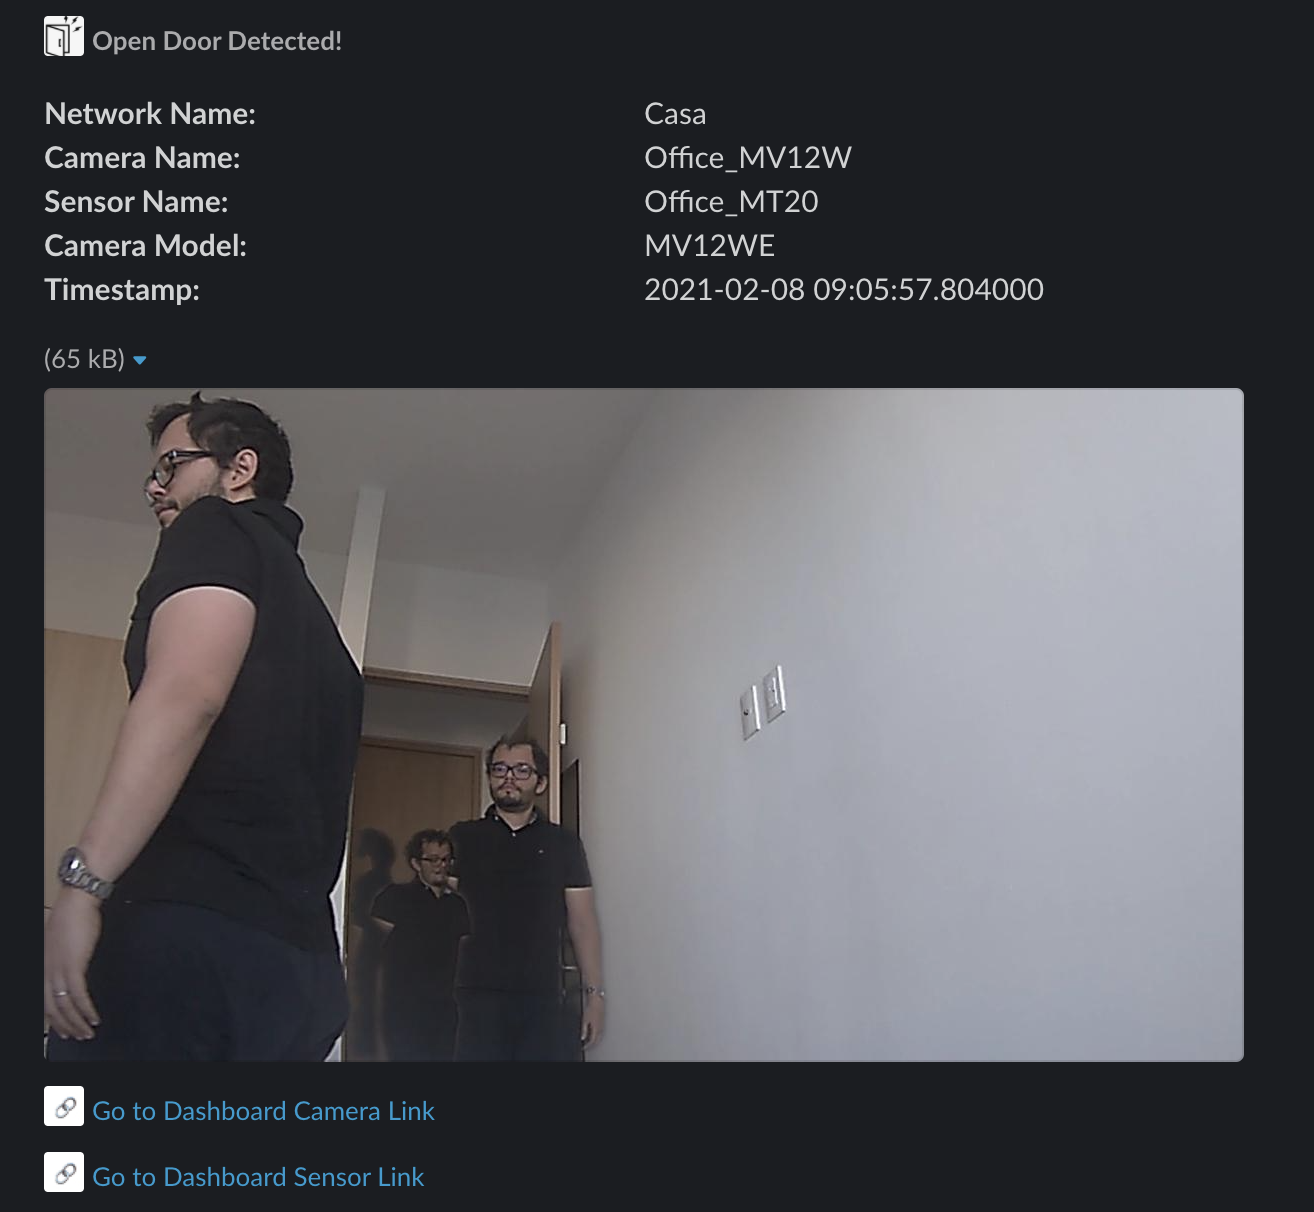 Open Door Detected!
Network Name: Casa
Camera Name: Office_MV12W
Sensor Name: Office_MT20
Camera Model: MV12WE
Timestamp: 2021-02-08 09:05:57.804000
(65 kB)
Go to Dashboard Camera Link
Go to Dashboard Sensor Link